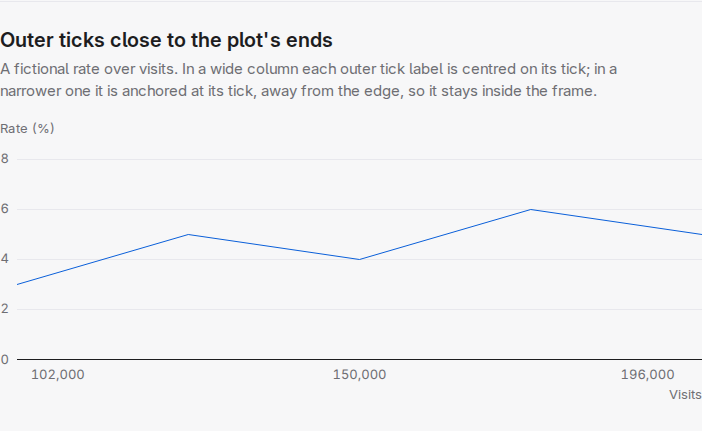 Outer ticks close to the plot's ends
A fictional rate over visits. In a wide column each outer tick label is centred on its tick; in a
narrower one it is anchored at its tick, away from the edge, so it stays inside the frame.
Rate (%)
8
6
4
2
0
102,000 150,000 196,000
Visits